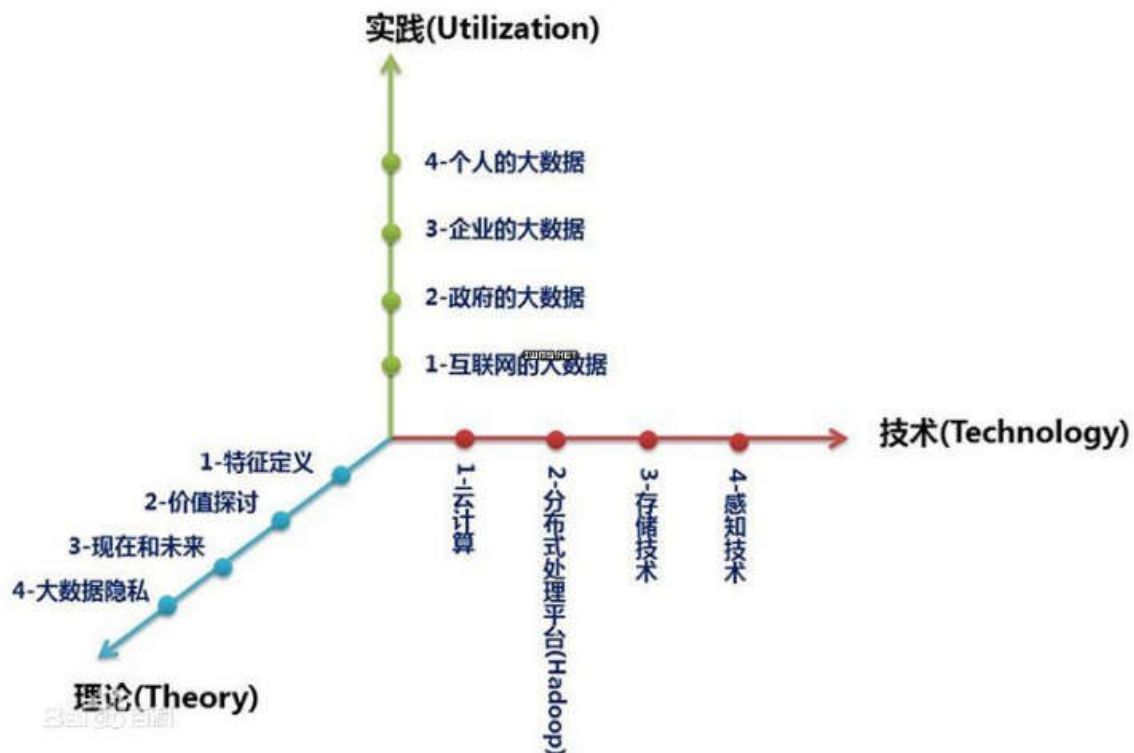 实践(Utilization)
4-个人的大数据
3-企业的大数据
2-政府的大数据
1-互联网的大数据
技术(Technology)
1-云计算
2-分布式处理平台(Hadoop)
3-存储技术
4-感知技术
1-特征定义
2-价值探讨
3-现在和未来
4-大数据隐私
理论(Theory)
Bai 百科